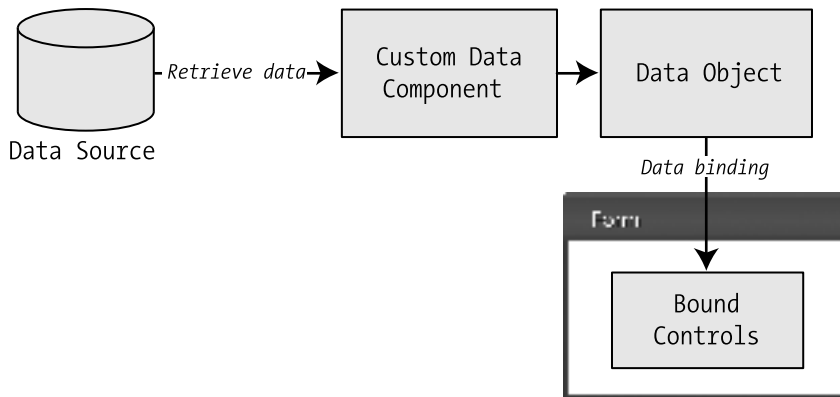 Retrieve data
Custom Data
Component
Data Object
Data Source
Data binding
Form
Bound
Controls